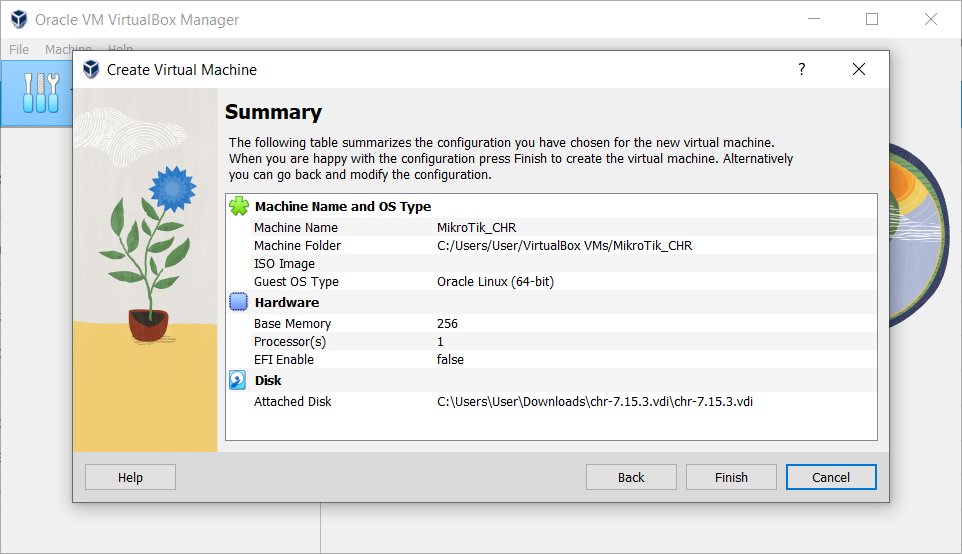 Oracle VM VirtualBox Manager
File Machine Help
Create Virtual Machine
?
Summary
The following table summarizes the configuration you have chosen for the new virtual machine.
When you are happy with the configuration press Finish to create the virtual machine. Alternatively
you can go back and modify the configuration.
Machine Name and OS Type
Machine Name MikroTik_CHR
Machine Folder C:/Users/User/VirtualBox VMs/MikroTik_CHR
ISO Image
Guest OS Type Oracle Linux (64-bit)
Hardware
Base Memory 256
Processor(s) 1
EFI Enable false
Disk
Attached Disk C:\Users\User\Downloads\chr-7.15.3.vdi\chr-7.15.3.vdi
Help Back Finish Cancel